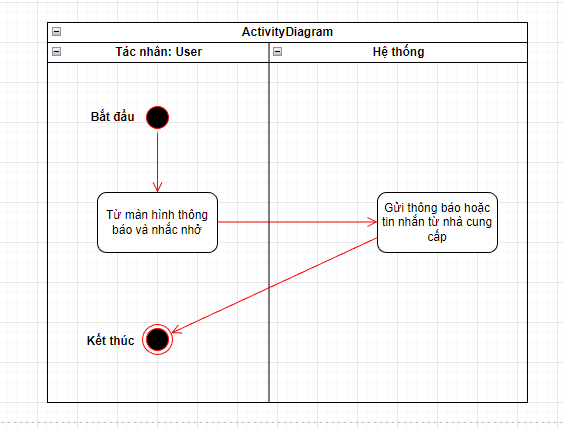 ActivityDiagram
Tác nhân: User
Hệ thống
Bắt đầu
Từ màn hình thông
báo và nhắc nhở
Gửi thông báo hoặc
tin nhắn từ nhà cung
cấp
Kết thúc